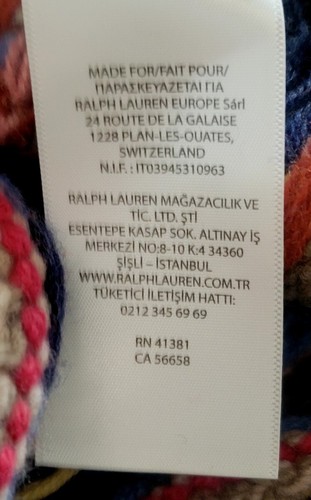 MADE FOR/FAIT POUR/
ΠΑΡΑΣΚΕΥΑΖΕΤΑΙ ΓΙΑ
RALPH LAUREN EUROPE Sárl
24 ROUTE DE LA GALAISE
1228 PLAN-LES-OUATES,
SWITZERLAND
N.I.F. : IT03945310963
RALPH LAUREN MAĞAZACILIK VE
TİC. LTD. ŞTİ
ESENTEPE KASAP SOK. ALTINAY İŞ
MERKEZİ NO:8-10 K:4 34360
ŞİŞLİ – İSTANBUL
WWW.RALPHLAUREN.COM.TR
TÜKETİCİ İLETİŞİM HATTI:
0212 345 69 69
RN 41381
CA 56658